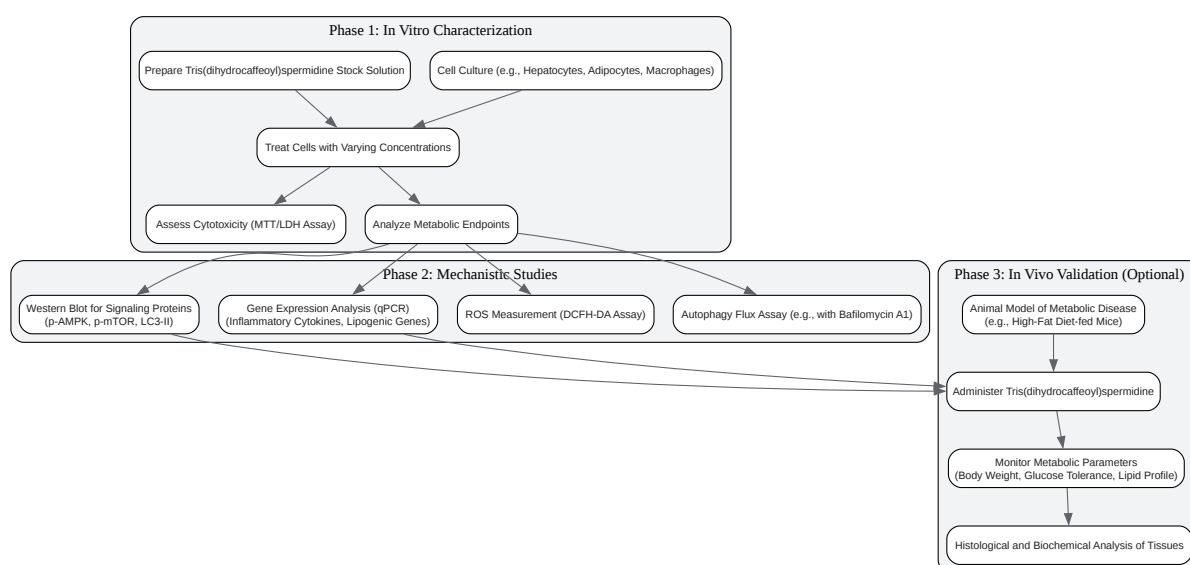 Phase 1: In Vitro Characterization
Prepare Tris(dihydrocaffeoyl)spermidine Stock Solution
Cell Culture (e.g., Hepatocytes, Adipocytes, Macrophages)
Treat Cells with Varying Concentrations
Assess Cytotoxicity (MTT/LDH Assay)
Analyze Metabolic Endpoints
Phase 2: Mechanistic Studies
Western Blot for Signaling Proteins
(p-AMPK, p-mTOR, LC3-II)
Gene Expression Analysis (qPCR)
(Inflammatory Cytokines, Lipogenic Genes)
ROS Measurement (DCFH-DA Assay)
Autophagy Flux Assay (e.g., with Bafilomycin A1)
Phase 3: In Vivo Validation (Optional)
Animal Model of Metabolic Disease
(e.g., High-Fat Diet-fed Mice)
Administer Tris(dihydrocaffeoyl)spermidine
Monitor Metabolic Parameters
(Body Weight, Glucose Tolerance, Lipid Profile)
Histological and Biochemical Analysis of Tissues